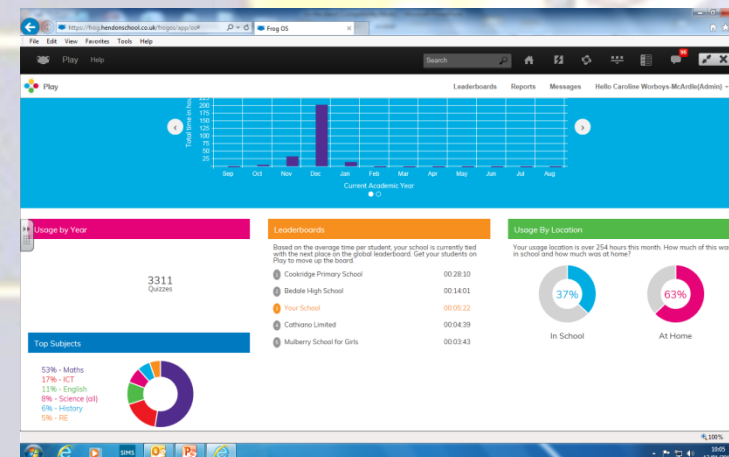 https://frog.hendonschool.co.uk/frogos/app/os#
Frog OS
File Edit View Favorites Tools Help
Play Help
Search
Play
Leaderboards Reports Messages Hello Caroline Worboys-McArdle(Admin)
Total time in hou
225
200
175
150
125
100
75
50
25
Sep Oct Nov Dec Jan Feb Mar Apr May Jun Jul Aug
Current Academic Year
Usage by Year
3311
Quizzes
Top Subjects
53% - Maths
17% - ICT
11% - English
8% - Science (all)
6% - History
5% - RE
Leaderboards
Based on the average time per student, your school is currently tied
with the next place on the global leaderboard. Get your students on
Play to move up the board.
1 Cookridge Primary School 00:28:10
2 Bedale High School 00:14:01
3 Your School 00:05:22
4 Cathiano Limited 00:04:39
5 Mulberry School for Girls 00:03:43
Usage By Location
Your usage location is over 254 hours this month. How much of this was
in school and how much was at home?
37%
In School
63%
At Home
100%
SIMS
10:05